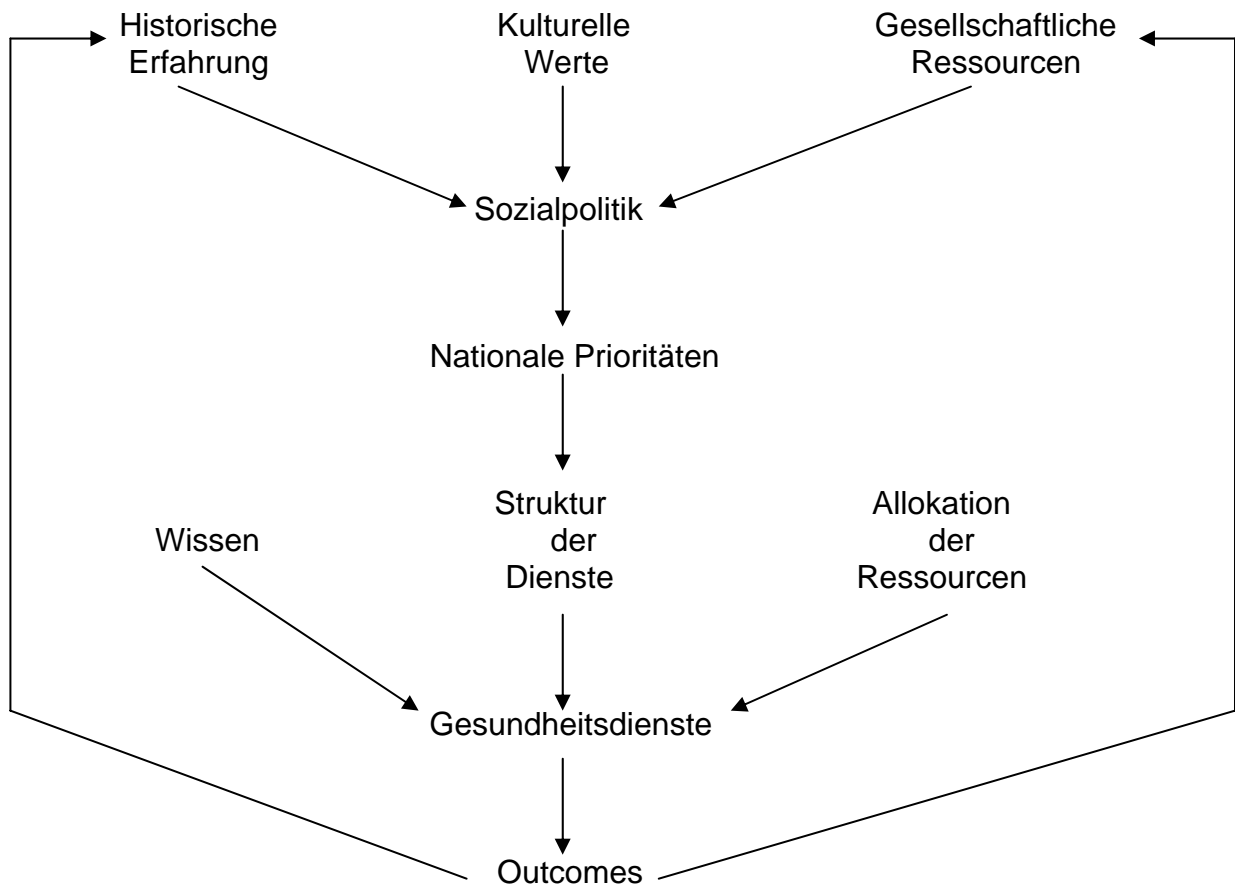 Historische
Erfahrung
Kulturelle
Werte
Gesellschaftliche
Ressourcen
Sozialpolitik
Nationale Prioritäten
Wissen
Struktur
der
Dienste
Allokation
der
Ressourcen
Gesundheitsdienste
Outcomes